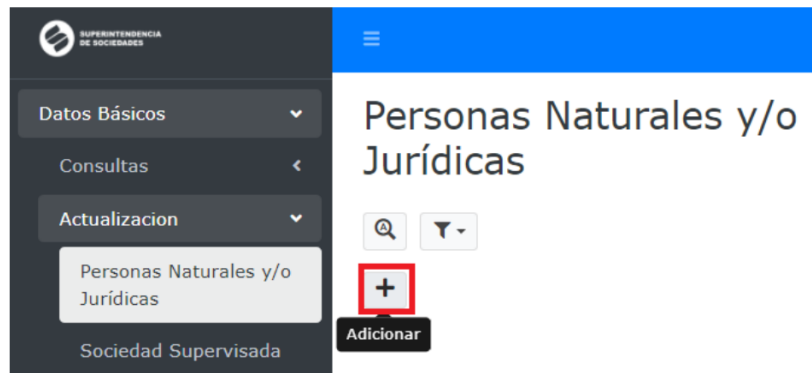 SUPERINTENDENCIA
DE SOCIEDADES
Datos Básicos
Consultas
Actualizacion
Personas Naturales y/o
Jurídicas
Sociedad Supervisada
Personas Naturales y/o
Jurídicas
Adicionar